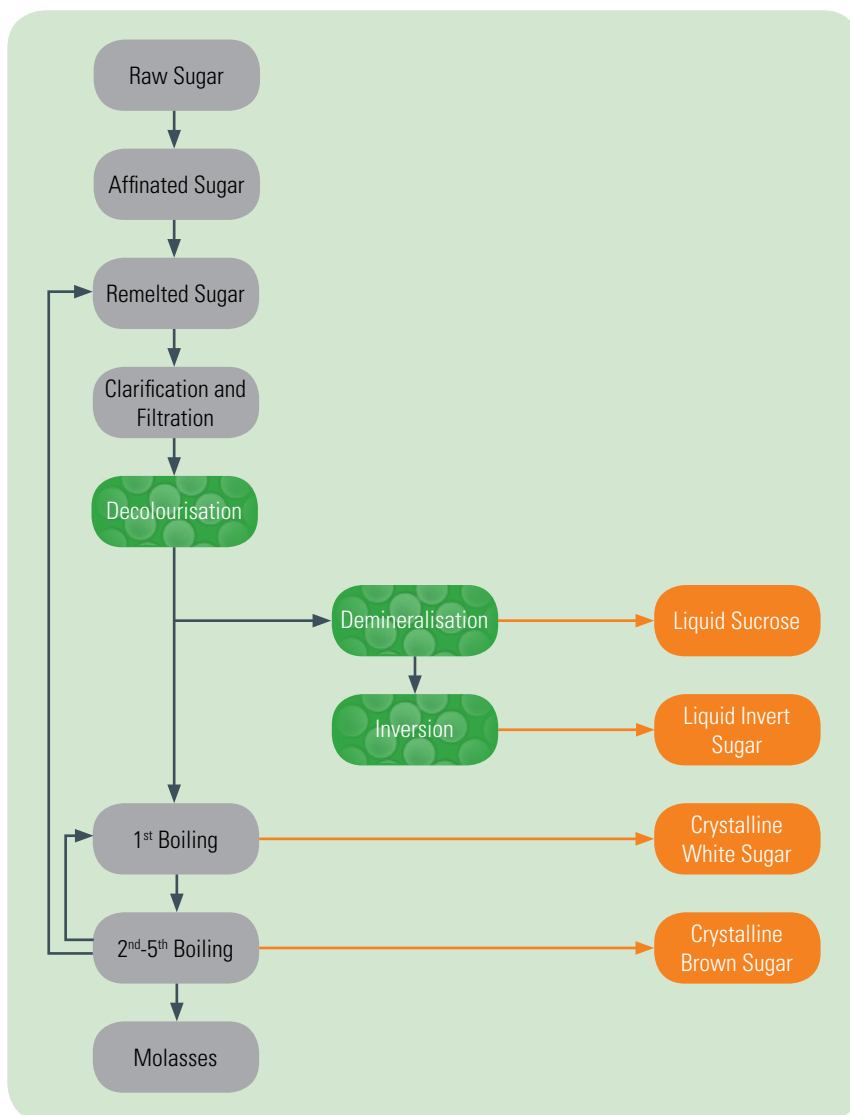 Raw Sugar
Affinated Sugar
Remelted Sugar
Clarification and
Filtration
Decolourisation
Demineralisation
Liquid Sucrose
Inversion
Liquid Invert
Sugar
1st Boiling
Crystalline
White Sugar
2nd-5th Boiling
Crystalline
Brown Sugar
Molasses